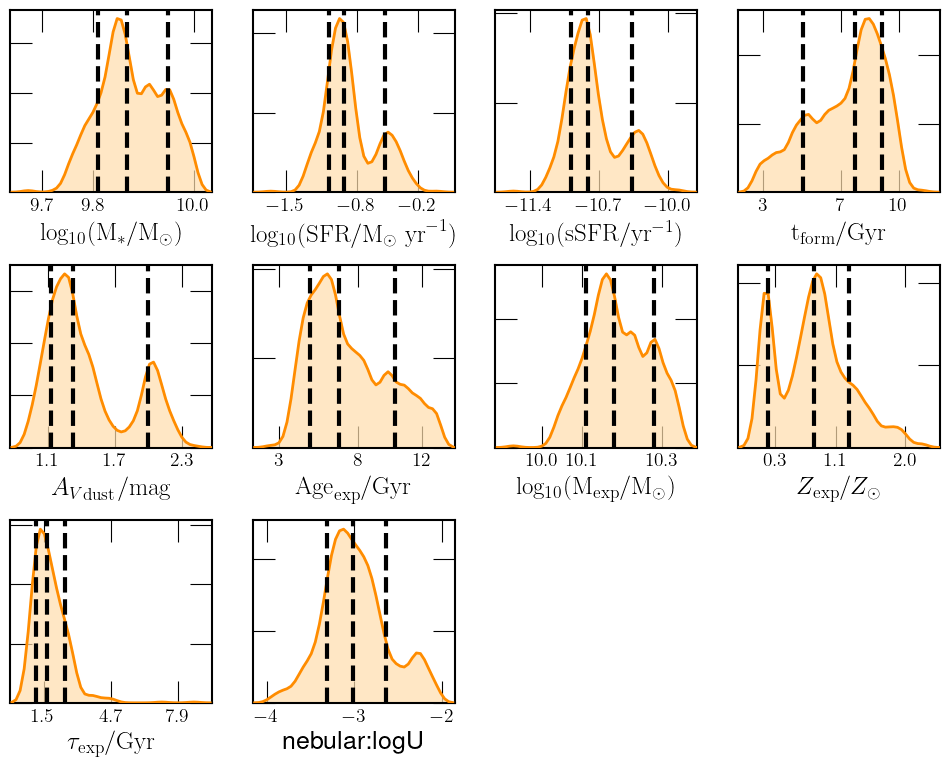 9.7 9.8 10.0
log₁₀(M∗/M⊙)
−1.5 −0.8 −0.2
log₁₀(SFR/M⊙ yr⁻¹)
−11.4 −10.7 −10.0
log₁₀(sSFR/yr⁻¹)
3 7 10
t_form/Gyr
1.1 1.7 2.3
A_V dust/mag
3 8 12
Age_exp/Gyr
10.0 10.1 10.3
log₁₀(M_exp/M⊙)
0.3 1.1 2.0
Z_exp/Z⊙
1.5 4.7 7.9
τ_exp/Gyr
−4 −3 −2
nebular:logU